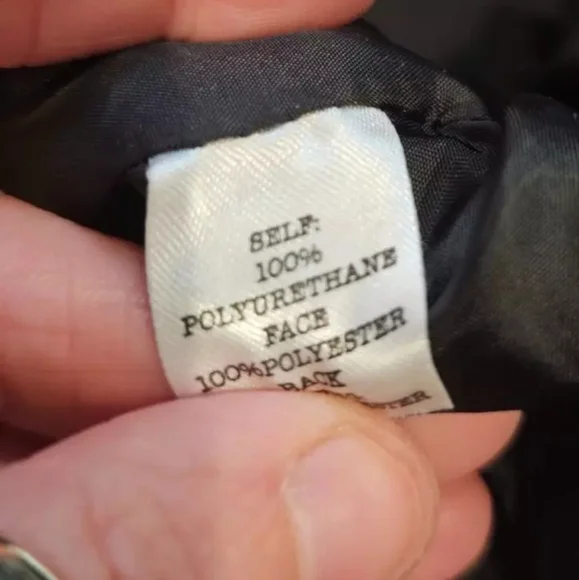 SELF:
100%
POLYURETHANE
FACE
100%POLYESTER
BACK